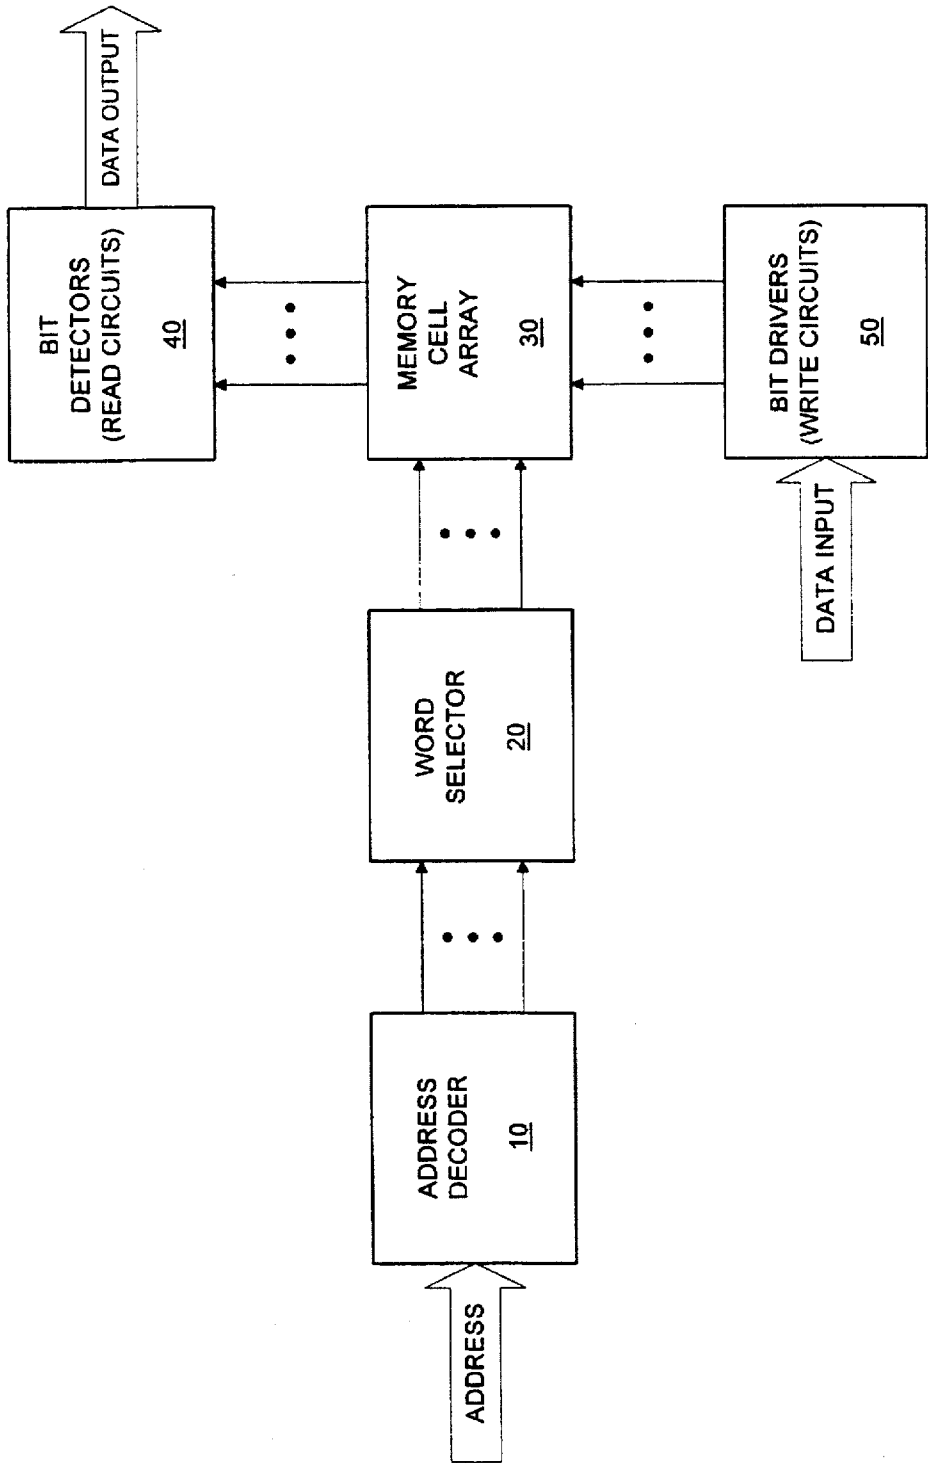 ADDRESS
ADDRESS
DECODER
10
WORD
SELECTOR
20
MEMORY
CELL
ARRAY
30
BIT
DETECTORS
(READ CIRCUITS)
40
DATA OUTPUT
DATA INPUT
BIT DRIVERS
(WRITE CIRCUITS)
50